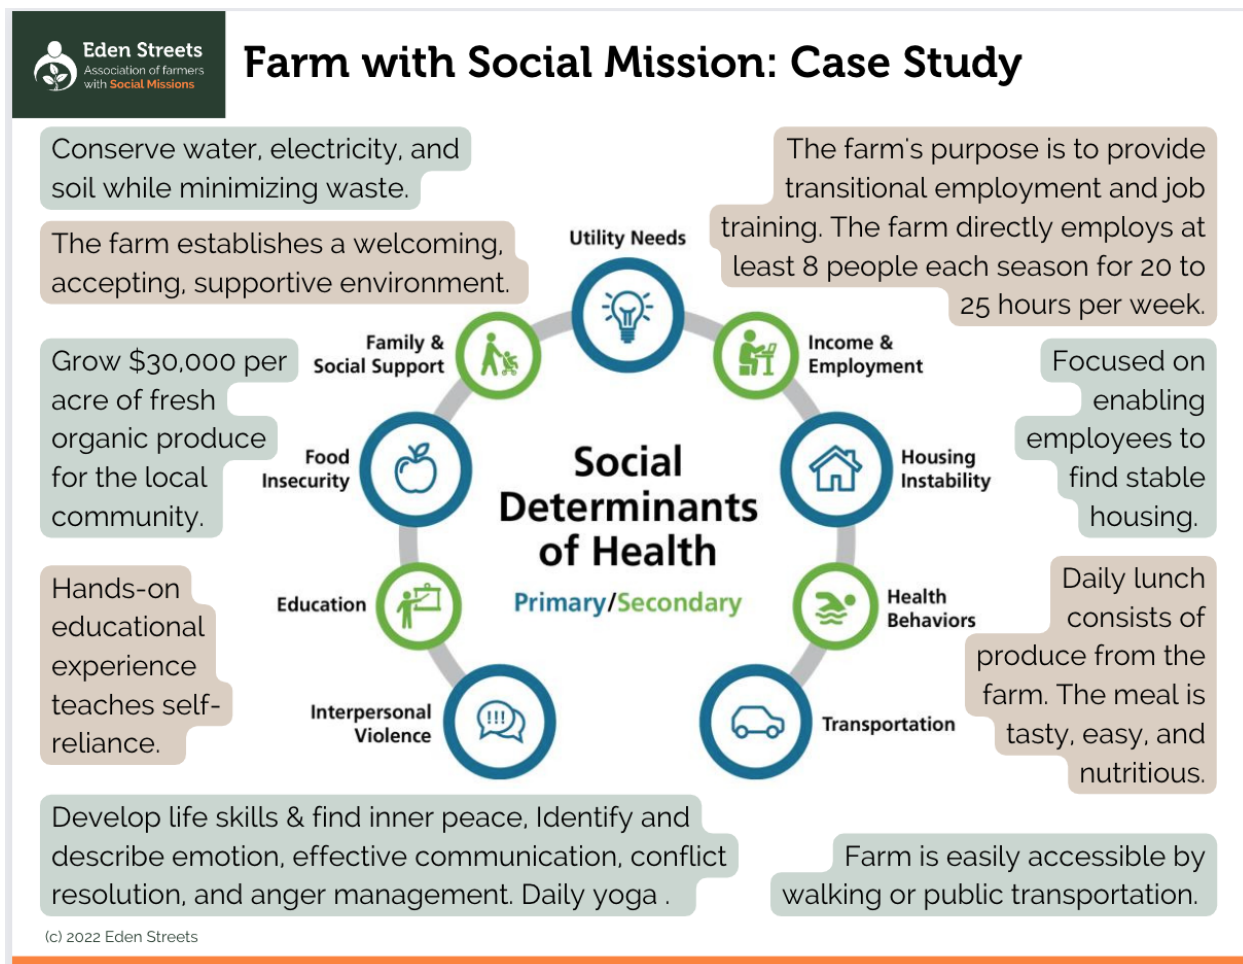 Eden Streets
Association of farmers
with Social Missions
Farm with Social Mission: Case Study
Conserve water, electricity, and
soil while minimizing waste.
The farm establishes a welcoming,
accepting, supportive environment.
Grow $30,000 per
acre of fresh
organic produce
for the local
community.
Hands-on
educational
experience
teaches self-
reliance.
Develop life skills & find inner peace, Identify and
describe emotion, effective communication, conflict
resolution, and anger management. Daily yoga .
The farm's purpose is to provide
transitional employment and job
training. The farm directly employs at
least 8 people each season for 20 to
25 hours per week.
Focused on
enabling
employees to
find stable
housing.
Daily lunch
consists of
produce from the
farm. The meal is
tasty, easy, and
nutritious.
Farm is easily accessible by
walking or public transportation.
Utility Needs
Family &
Social Support
Income &
Employment
Food
Insecurity
Housing
Instability
Education
Health
Behaviors
Interpersonal
Violence
!!!
Transportation
Social
Determinants
of Health
Primary/Secondary
(c) 2022 Eden Streets